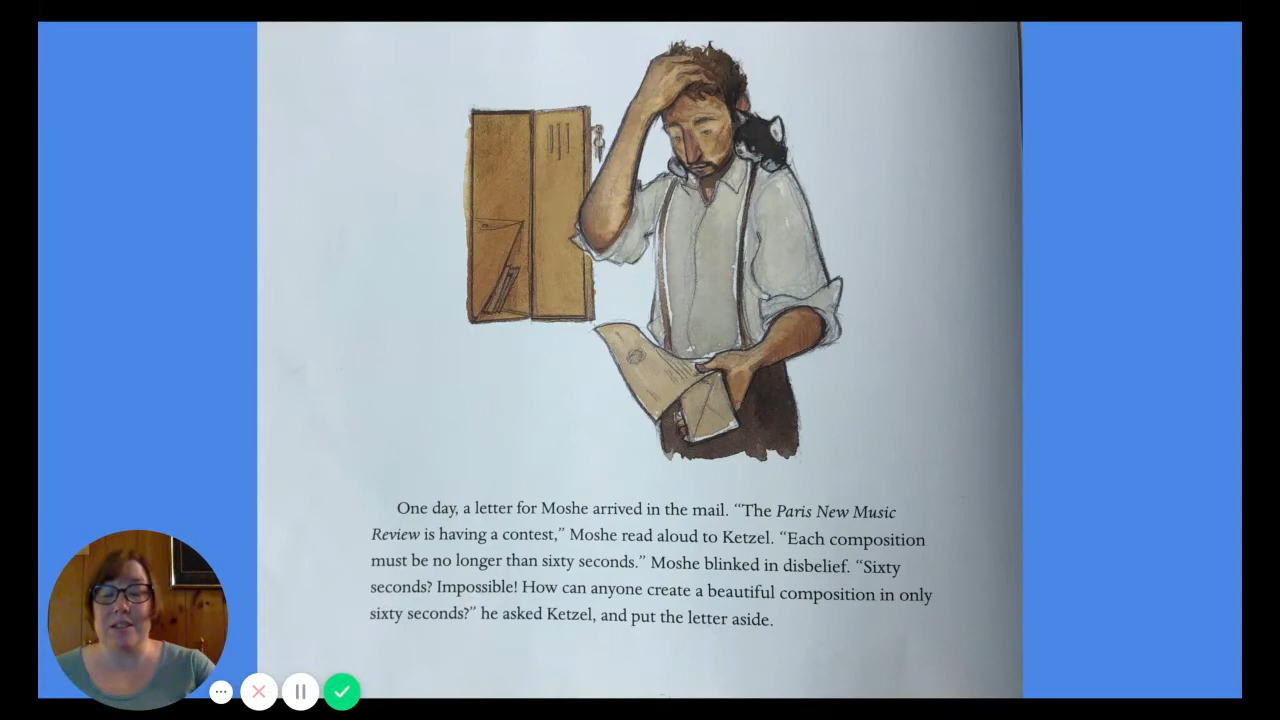 One day, a letter for Moshe arrived in the mail. “The Paris New Music
Review is having a contest,” Moshe read aloud to Ketzel. “Each composition
must be no longer than sixty seconds.” Moshe blinked in disbelief. “Sixty
seconds? Impossible! How can anyone create a beautiful composition in only
sixty seconds?” he asked Ketzel, and put the letter aside.